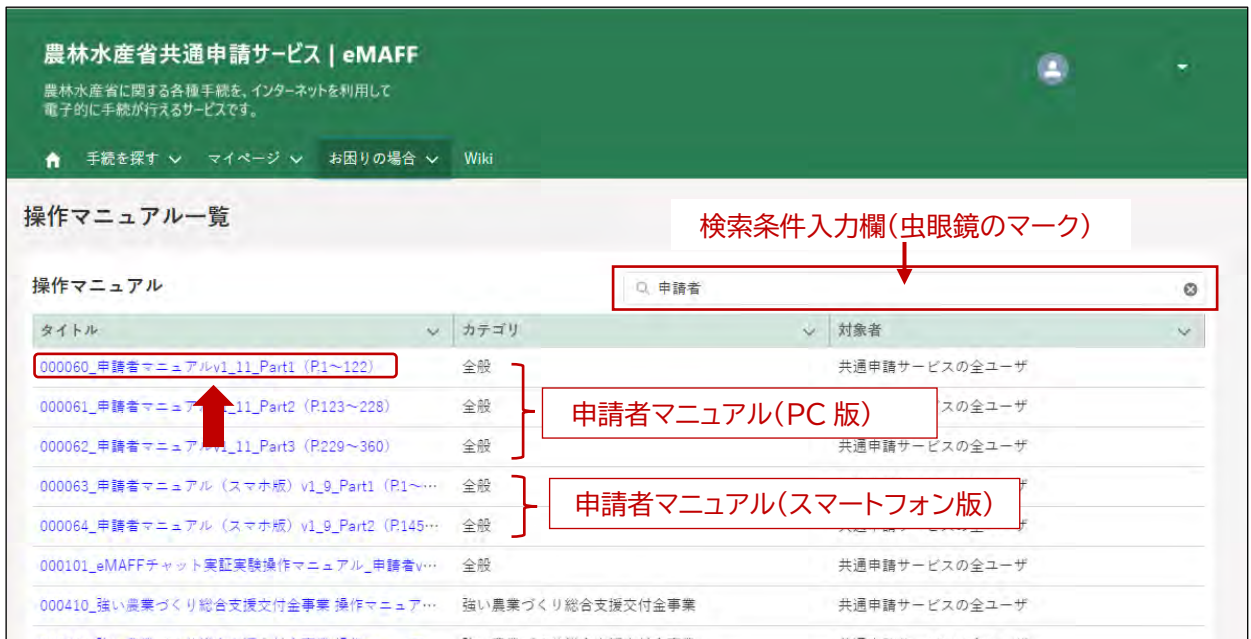 農林水産省共通申請サービス | eMAFF
農林水産省に関する各種手続を、インターネットを利用して
電子的に手続が行えるサービスです。
手続を探す マイページ お困りの場合 Wiki
操作マニュアル一覧
検索条件入力欄(虫眼鏡のマーク)
操作マニュアル
申請者
タイトル カテゴリ 対象者
000060_申請者マニュアルv1_11_Part1（P.1～122） 全般 共通申請サービスの全ユーザ
000061_申請者マニュア 1_11_Part2（P.123～228） 全般 スの全ユーザ
申請者マニュアル(PC 版)
000062_申請者マニュアルv1_11_Part3（P.229～360） 全般 共通申請サービスの全ユーザ
000063_申請者マニュアル（スマホ版）v1_9_Part1（P.1～… 全般
申請者マニュアル(スマートフォン版)
000064_申請者マニュアル（スマホ版）v1_9_Part2（P.145… 全般 共通申請サービスの全ユーザ
000101_eMAFFチャット実証実験操作マニュアル_申請者v… 全般 共通申請サービスの全ユーザ
000410_強い農業づくり総合支援交付金事業 操作マニュア… 強い農業づくり総合支援交付金事業 共通申請サービスの全ユーザ